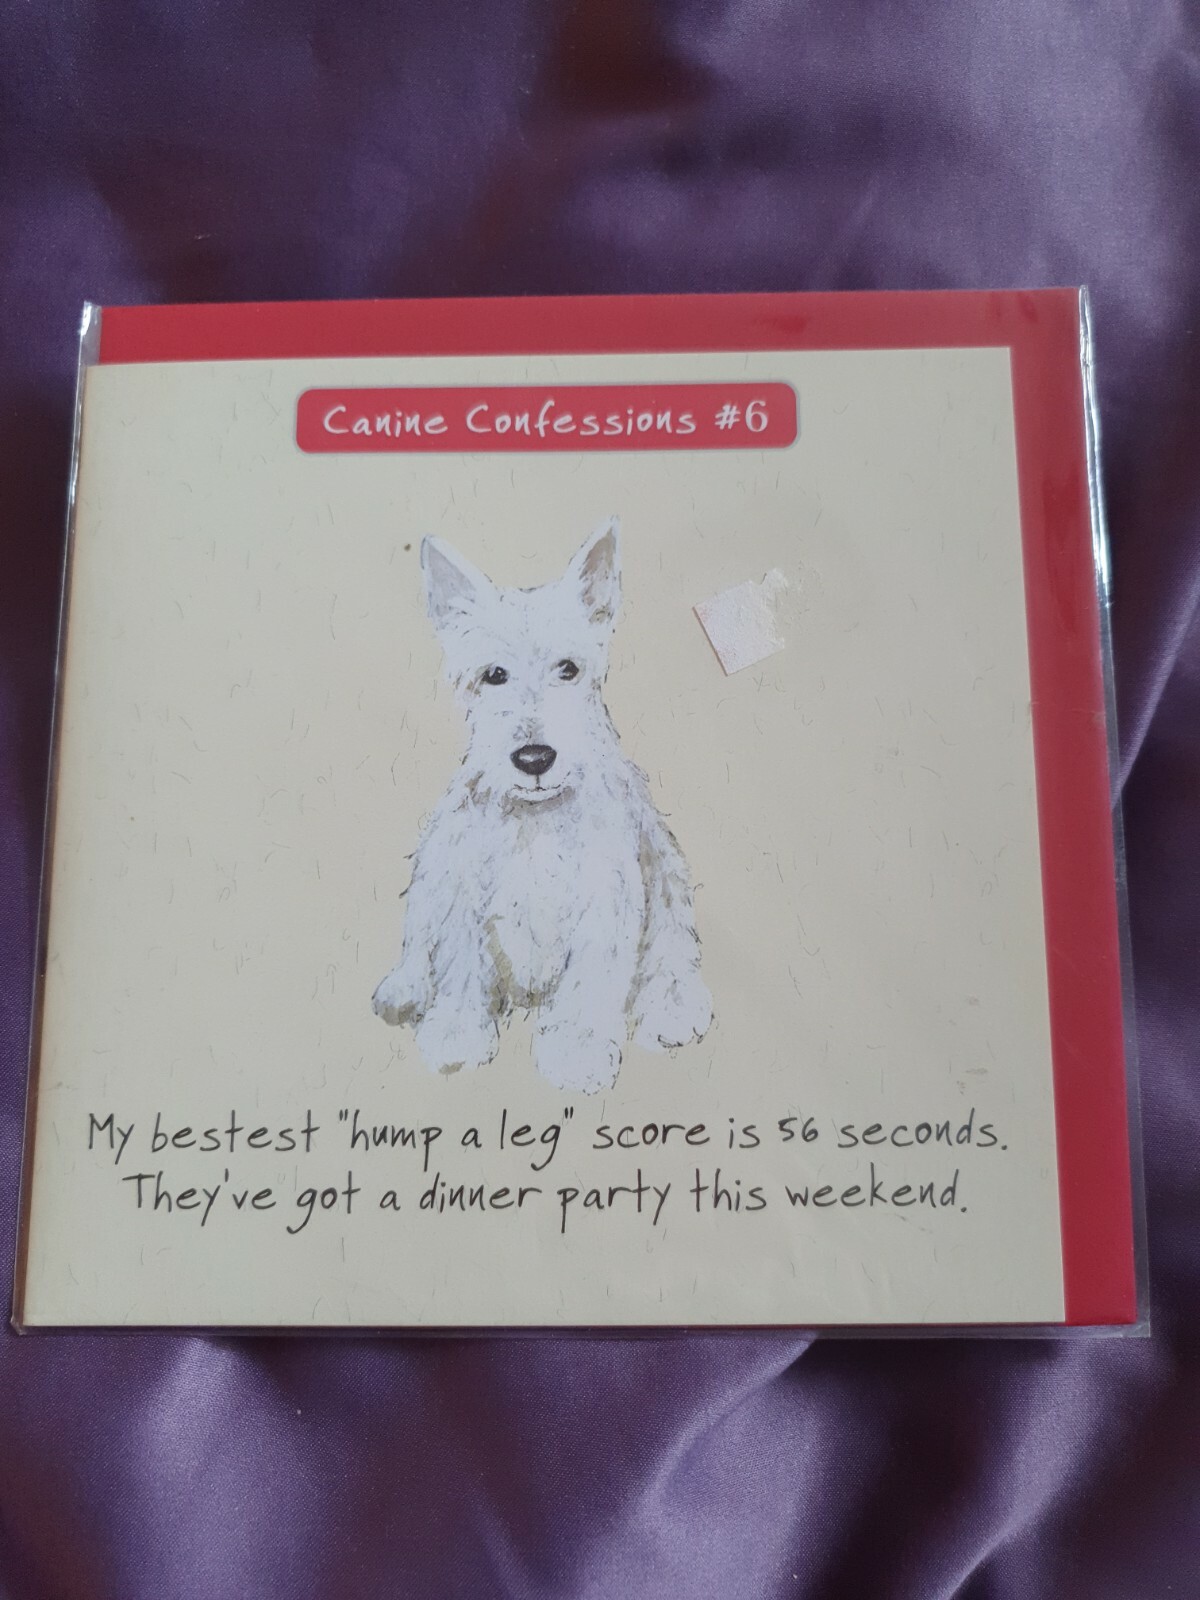 Canine Confessions #6
My bestest "hump a leg" score is 56 seconds.
They've got a dinner party this weekend.